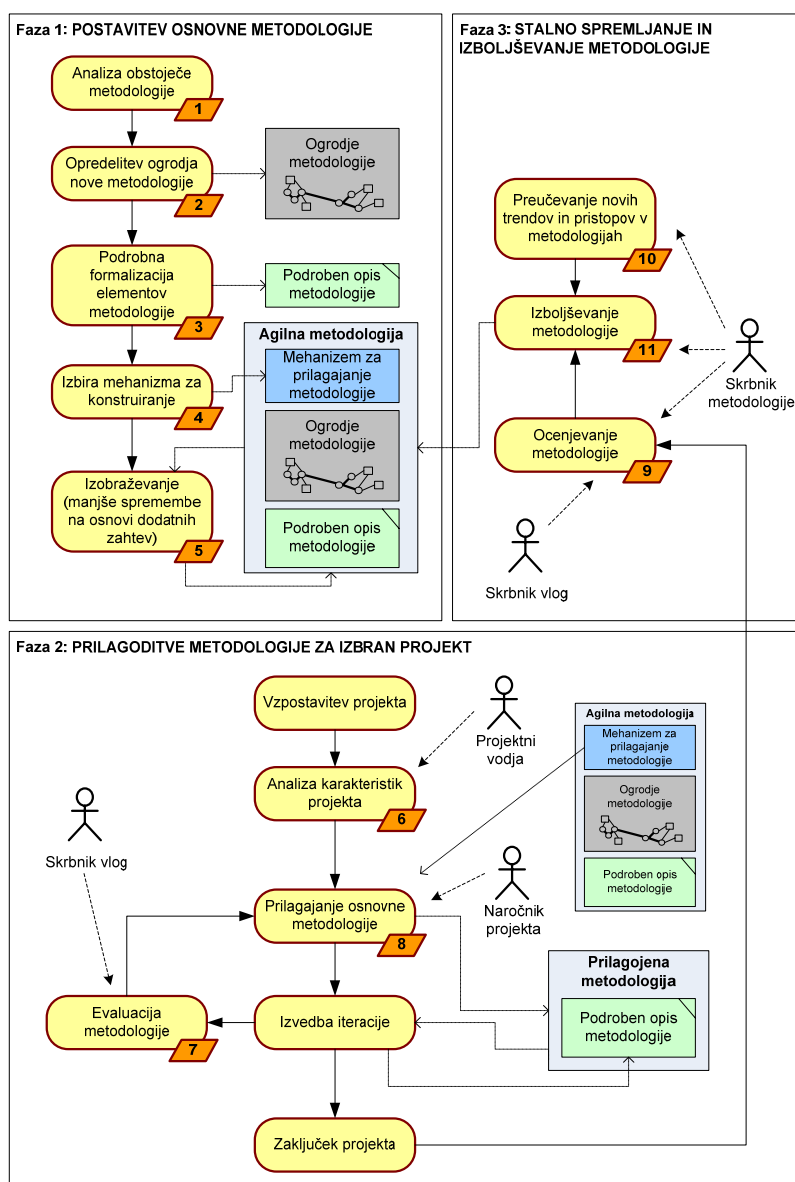 Faza 1: POSTAVITEV OSNOVNE METODOLOGIJE
Analiza obstoječe
metodologije
1
Opredelitev ogrodja
nove metodologije
2
Ogrodje
metodologije
Podrobna
formalizacija
elementov
metodologije
3
Podroben opis
metodologije
Izbira mehanizma za
konstruiranje
4
Agilna metodologija
Mehanizem za
prilagajanje
metodologije
Ogrodje
metodologije
Podroben opis
metodologije
Izobraževanje
(manjše spremembe
na osnovi dodatnih
zahtev)
5
Faza 3: STALNO SPREMLJANJE IN
IZBOLJŠEVANJE METODOLOGIJE
Preučevanje novih
trendov in pristopov v
metodologijah
10
Izboljševanje
metodologije
11
Skrbnik
metodologije
Ocenjevanje
metodologije
9
Skrbnik vlog
Faza 2: PRILAGODITVE METODOLOGIJE ZA IZBRAN PROJEKT
Vzpostavitev projekta
Projektni
vodja
Analiza karakteristik
projekta
6
Agilna metodologija
Mehanizem za
prilagajanje
metodologije
Ogrodje
metodologije
Podroben opis
metodologije
Skrbnik vlog
Prilagajanje osnovne
metodologije
8
Naročnik
projekta
Prilagojena
metodologija
Podroben opis
metodologije
Evaluacija
metodologije
7
Izvedba iteracije
Zaključek projekta